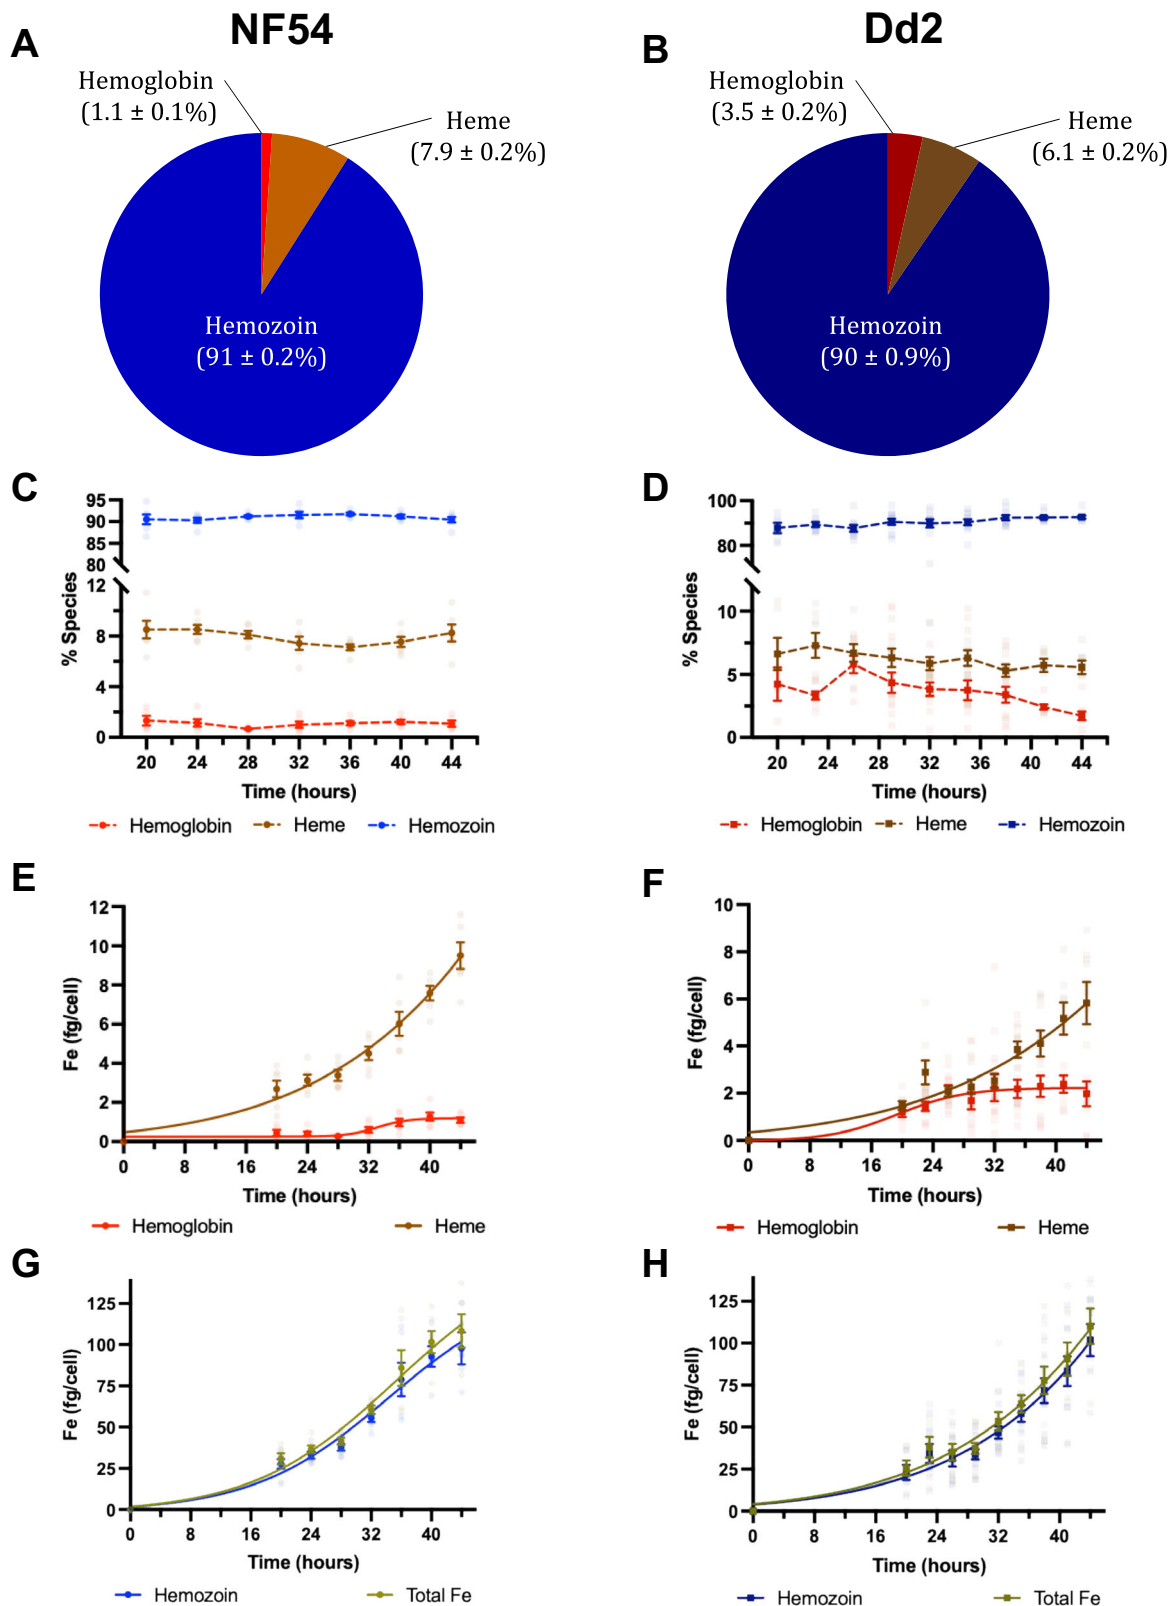 A
NF54
Hemoglobin
(1.1 ± 0.1%)
Heme
(7.9 ± 0.2%)
Hemozoin
(91 ± 0.2%)
B
Dd2
Hemoglobin
(3.5 ± 0.2%)
Heme
(6.1 ± 0.2%)
Hemozoin
(90 ± 0.9%)
C
% Species
95
90
85
80
12
8
4
0
20 24 28 32 36 40 44
Time (hours)
Hemoglobin Heme Hemozoin
D
% Species
100
80
10
5
0
20 24 28 32 36 40 44
Time (hours)
Hemoglobin Heme Hemozoin
E
Fe (fg/cell)
12
10
8
6
4
2
0
0 8 16 24 32 40
Time (hours)
Hemoglobin Heme
F
Fe (fg/cell)
10
8
6
4
2
0
0 8 16 24 32 40
Time (hours)
Hemoglobin Heme
G
Fe (fg/cell)
125
100
75
50
25
0
0 8 16 24 32 40
Time (hours)
Hemozoin Total Fe
H
Fe (fg/cell)
125
100
75
50
25
0
0 8 16 24 32 40
Time (hours)
Hemozoin Total Fe